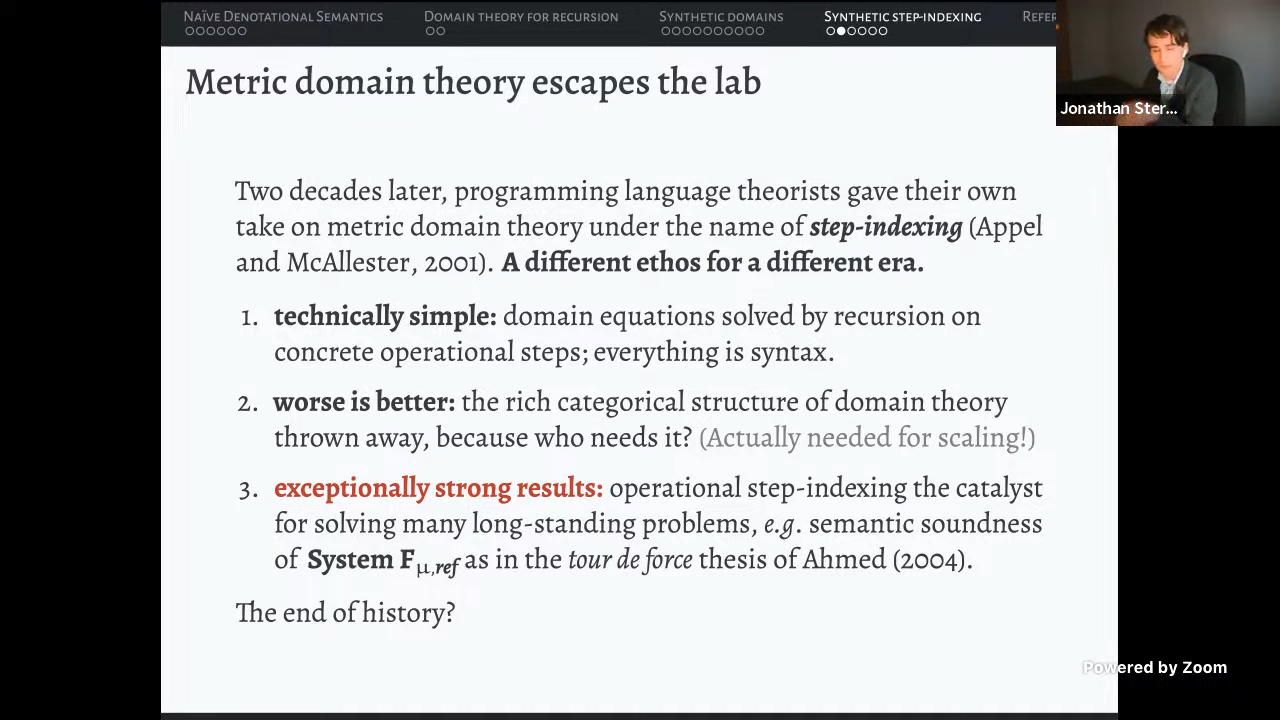 Naïve Denotational Semantics Domain theory for recursion Synthetic domains Synthetic step-indexing Refer
Metric domain theory escapes the lab
Jonathan Ster...
Two decades later, programming language theorists gave their own
take on metric domain theory under the name of step-indexing (Appel
and McAllester, 2001). A different ethos for a different era.
1. technically simple: domain equations solved by recursion on
concrete operational steps; everything is syntax.
2. worse is better: the rich categorical structure of domain theory
thrown away, because who needs it? (Actually needed for scaling!)
3. exceptionally strong results: operational step-indexing the catalyst
for solving many long-standing problems, e.g. semantic soundness
of System Fμ,ref as in the tour de force thesis of Ahmed (2004).
The end of history?
Powered by Zoom